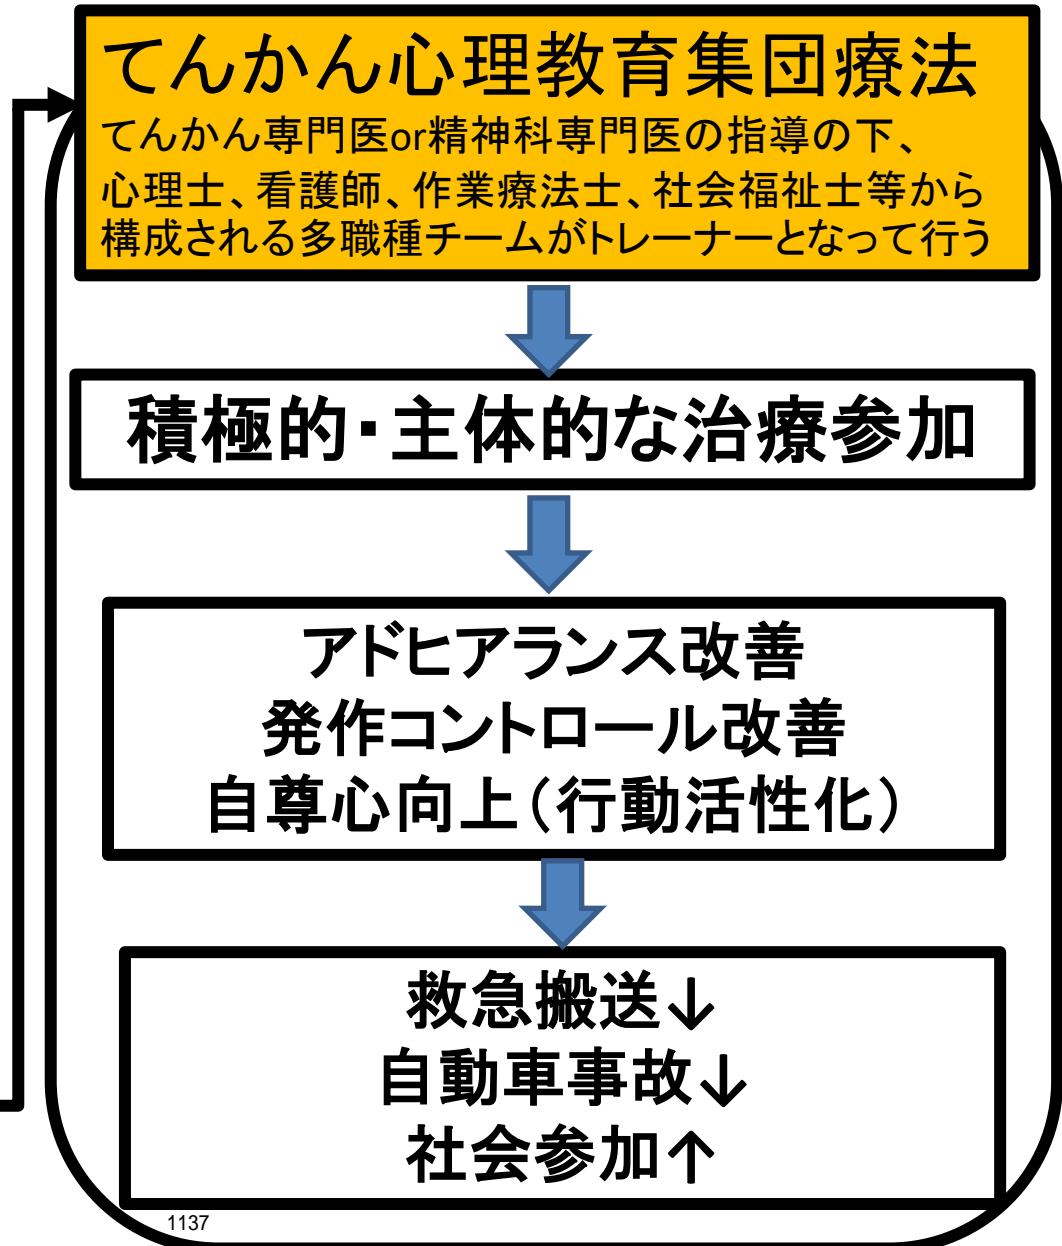 てんかん心理教育集団療法
てんかん専門医or精神科専門医の指導の下、
心理士、看護師、作業療法士、社会福祉士等から
構成される多職種チームがトレーナーとなって行う
積極的・主体的な治療参加
アドヒアランス改善
発作コントロール改善
自尊心向上（行動活性化）
救急搬送↓
自動車事故↓
社会参加↑
1137